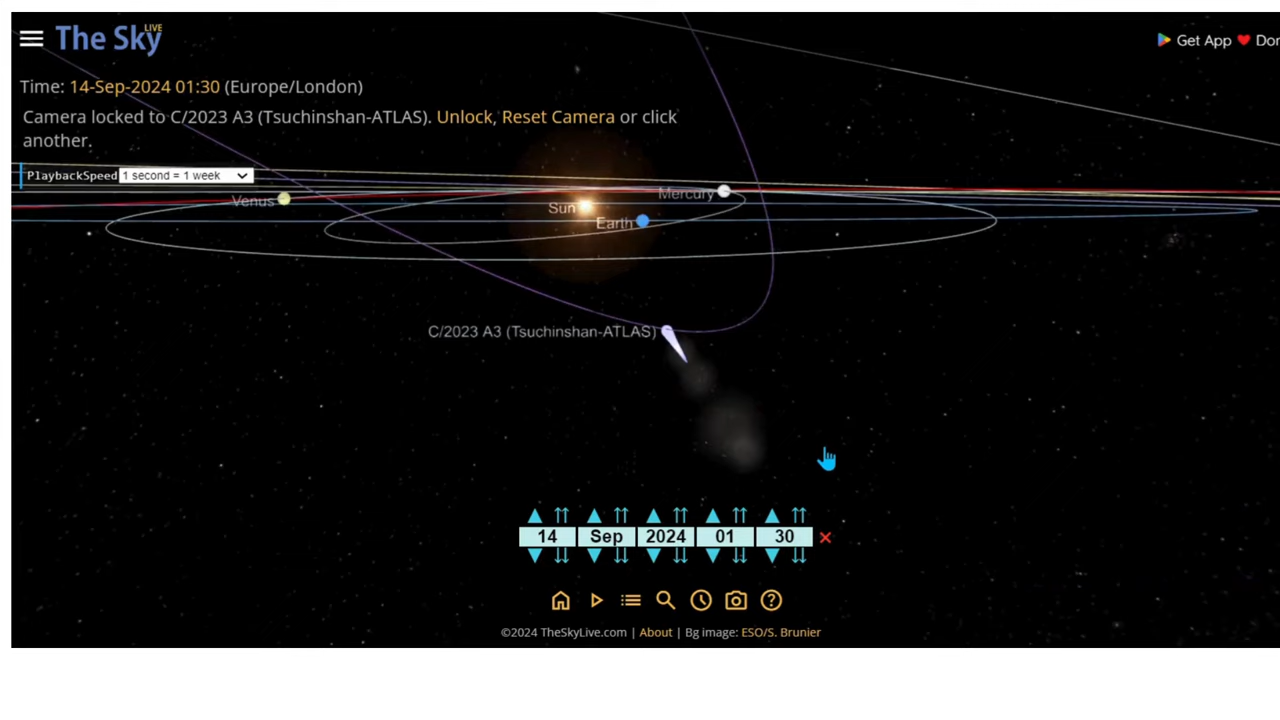 The Sky LIVE
Get App
Time: 14-Sep-2024 01:30 (Europe/London)
Camera locked to C/2023 A3 (Tsuchinshan-ATLAS). Unlock, Reset Camera or click
another.
PlaybackSpeed 1 second = 1 week
Venus
Mercury
Sun
Earth
C/2023 A3 (Tsuchinshan-ATLAS)
14 Sep 2024 01 30
©2024 TheSkyLive.com | About | Bg image: ESO/S. Brunier